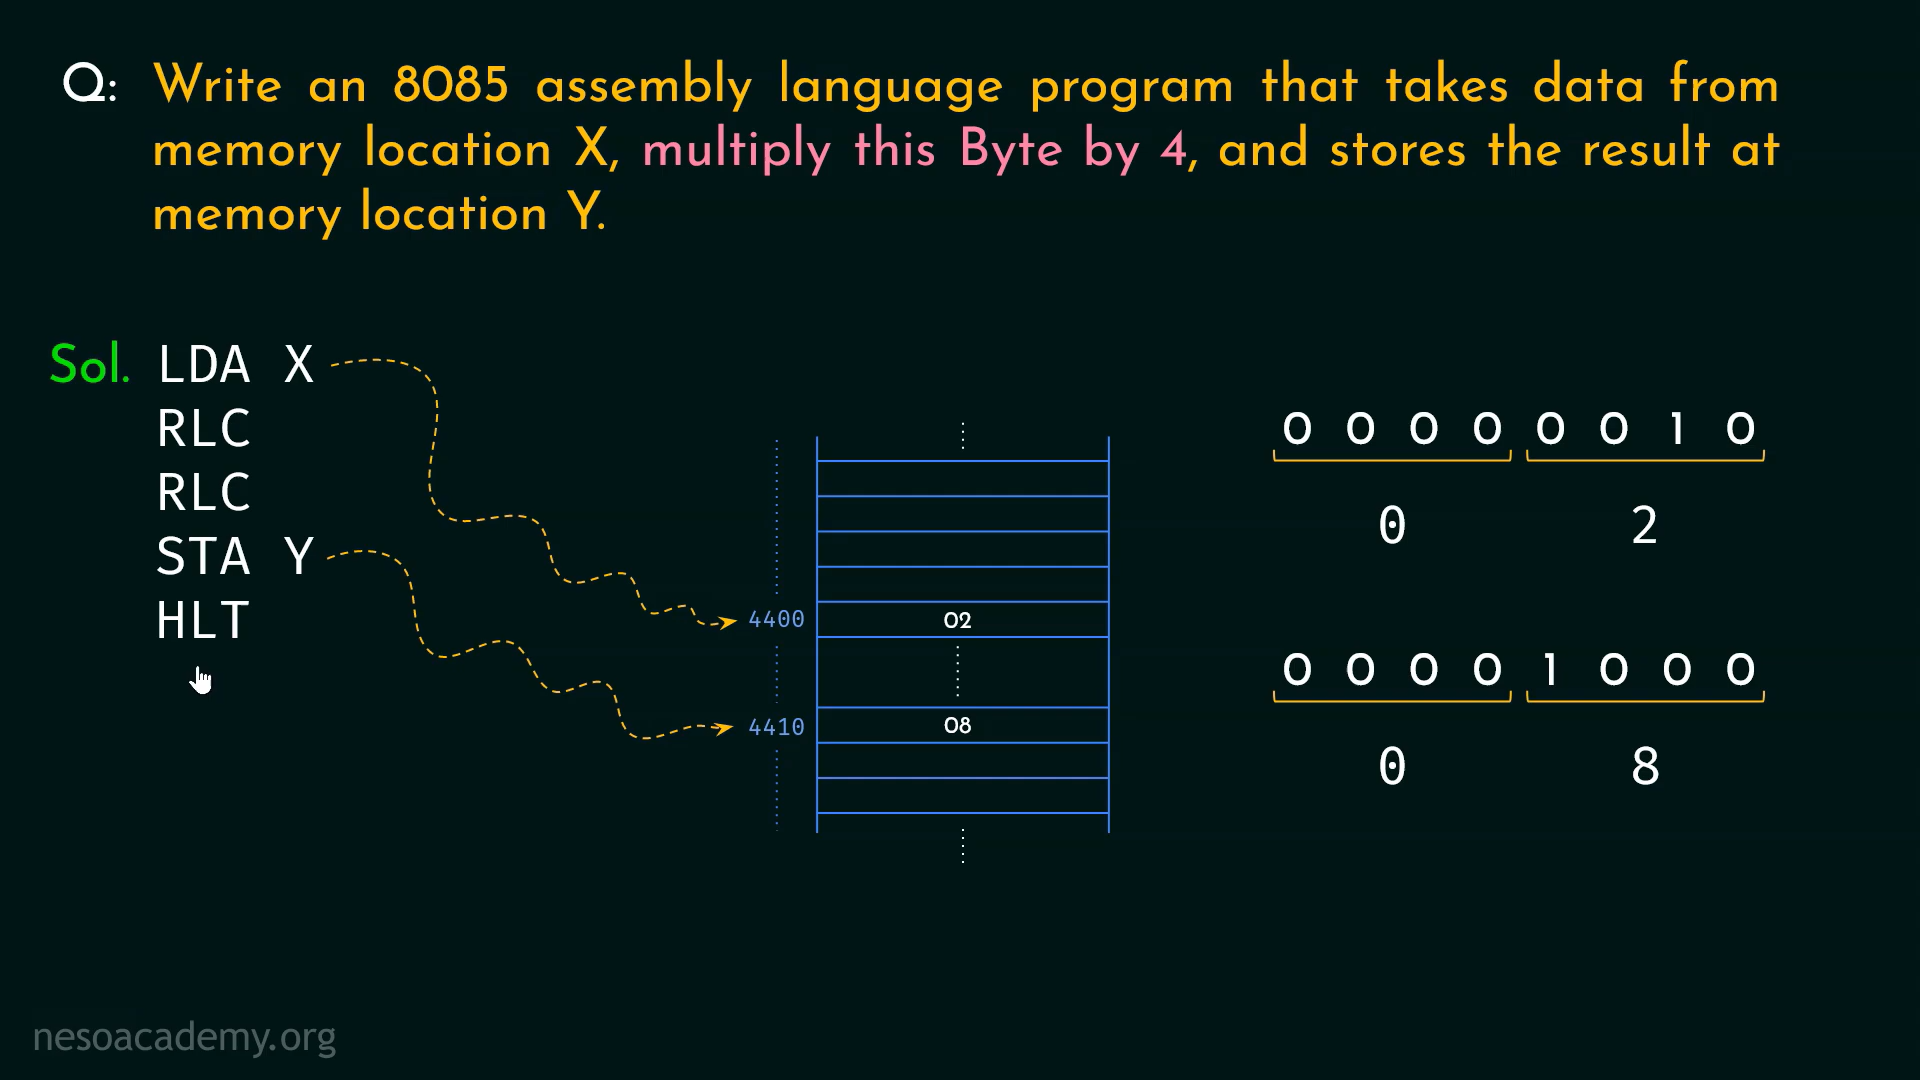 Q: Write an 8085 assembly language program that takes data from
memory location X, multiply this Byte by 4, and stores the result at
memory location Y.
Sol. LDA X
RLC
RLC
STA Y
HLT
4400 02
4410 08
0 0 0 0 0 0 1 0
0 2
0 0 0 0 1 0 0 0
0 8
nesoacademy.org